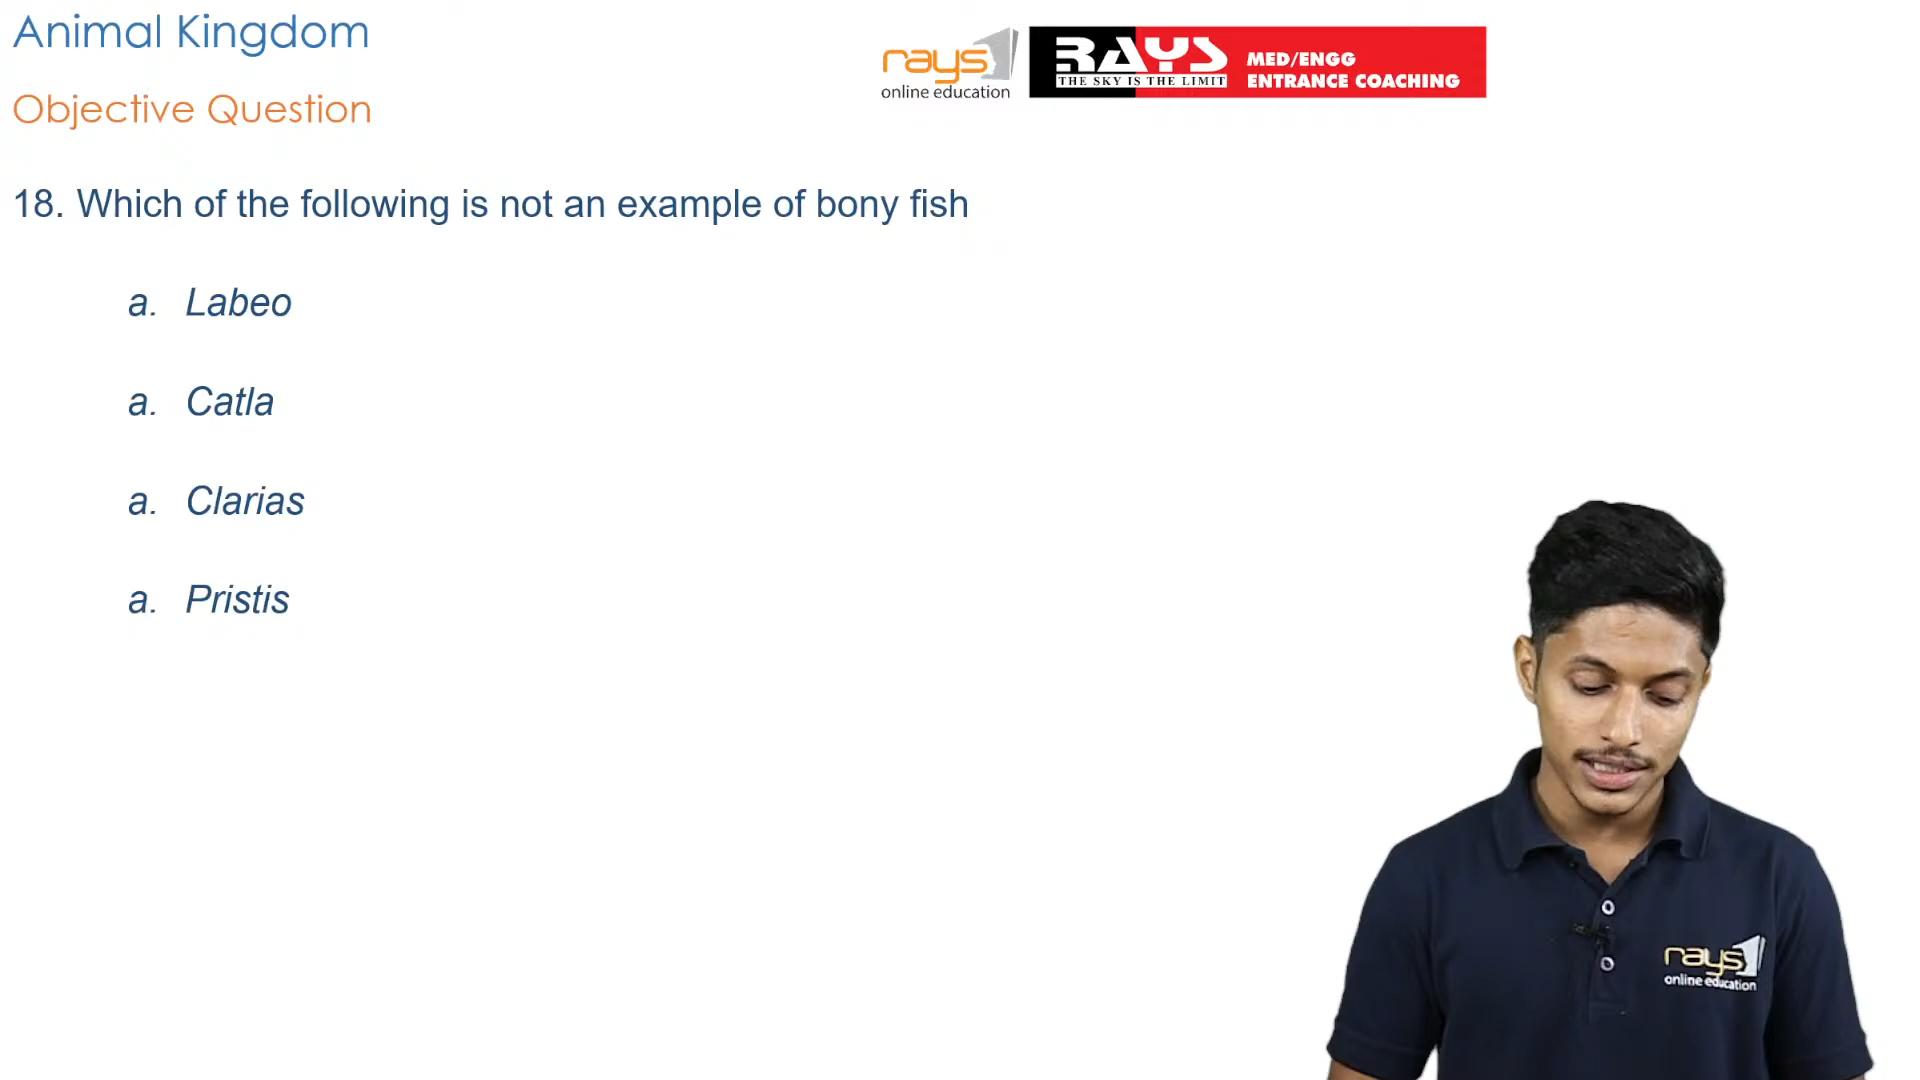 Animal Kingdom
rays
online education
RAYS
THE SKY IS THE LIMIT
MED/ENGG
ENTRANCE COACHING
Objective Question
18. Which of the following is not an example of bony fish
a. Labeo
a. Catla
a. Clarias
a. Pristis
rays
online education